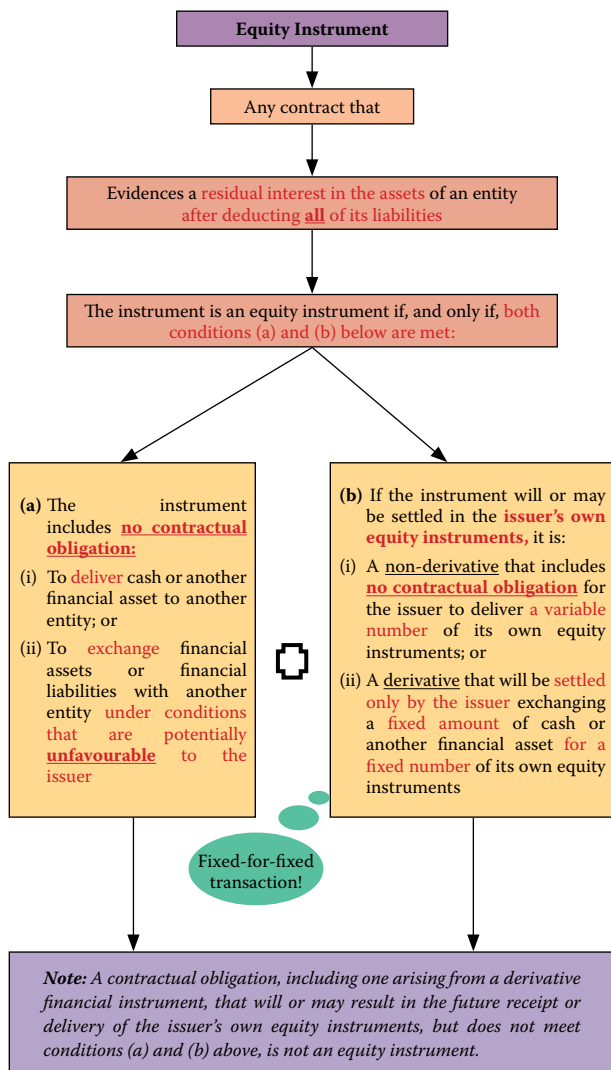 Equity Instrument
Any contract that
Evidences a residual interest in the assets of an entity
after deducting all of its liabilities
The instrument is an equity instrument if, and only if, both
conditions (a) and (b) below are met:
(a) The instrument
includes no contractual
obligation:
(i) To deliver cash or another
financial asset to another
entity; or
(ii) To exchange financial
assets or financial
liabilities with another
entity under conditions
that are potentially
unfavourable to the
issuer
(b) If the instrument will or may
be settled in the issuer's own
equity instruments, it is:
(i) A non-derivative that includes
no contractual obligation for
the issuer to deliver a variable
number of its own equity
instruments; or
(ii) A derivative that will be settled
only by the issuer exchanging
a fixed amount of cash or
another financial asset for a
fixed number of its own equity
instruments
Fixed-for-fixed
transaction!
Note: A contractual obligation, including one arising from a derivative
financial instrument, that will or may result in the future receipt or
delivery of the issuer's own equity instruments, but does not meet
conditions (a) and (b) above, is not an equity instrument.